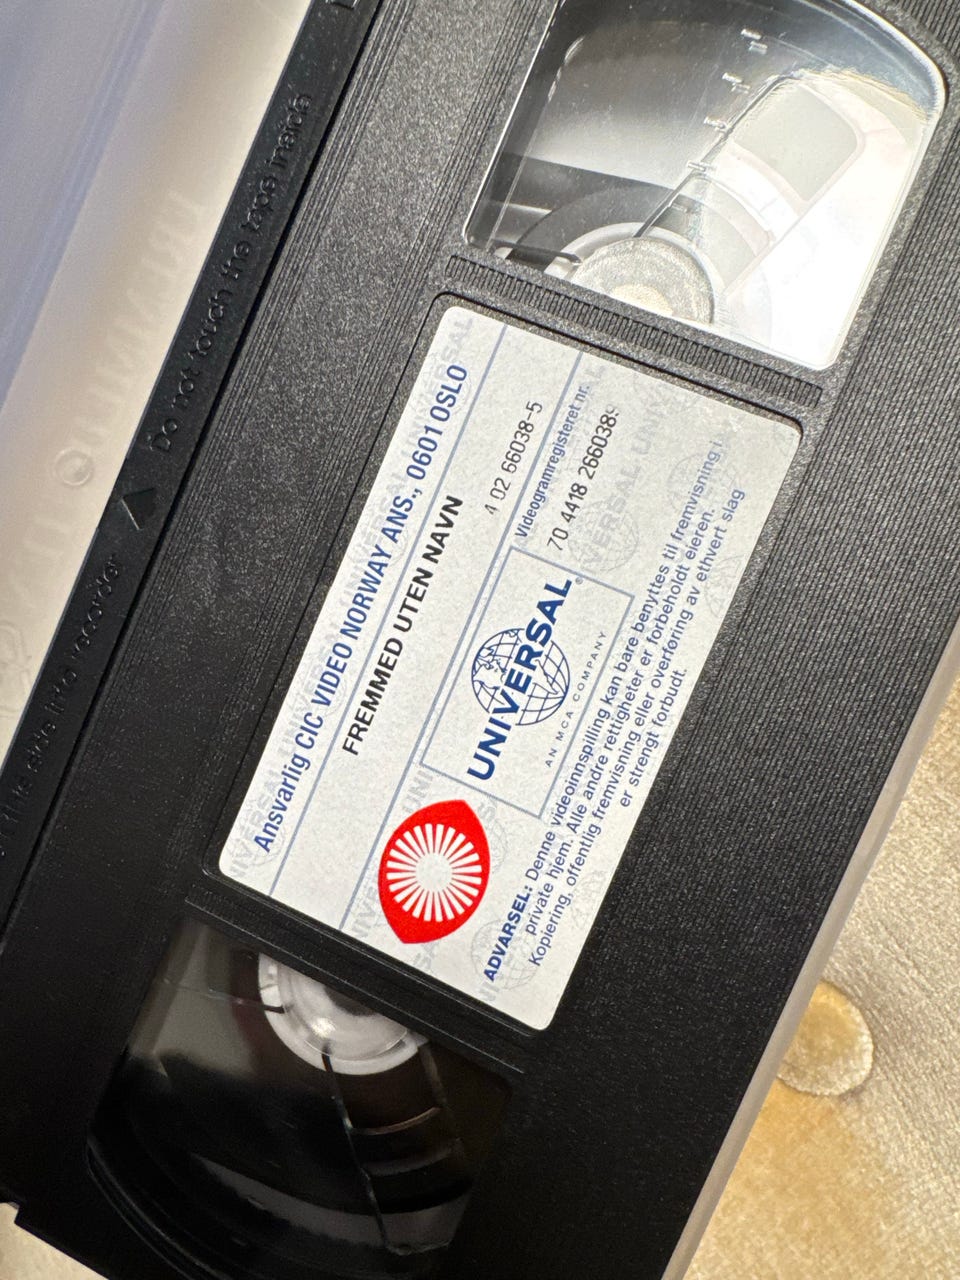 Do not touch the tape inside
Ansvarlig CIC VIDEO NORWAY ANS., 0601 OSLO
FREMMED UTEN NAVN
4 02 66038-5
Videogramregisteret nr.
70 4418 266038
UNIVERSAL®
AN MCA COMPANY
ADVARSEL: Denne videoinnspilling kan bare benyttes til fremvisning i
private hjem. Alle andre rettigheter er forbeholdt eieren.
Kopiering, offentlig fremvisning eller overføring av ethvert slag
er strengt forbudt.
side into recorder